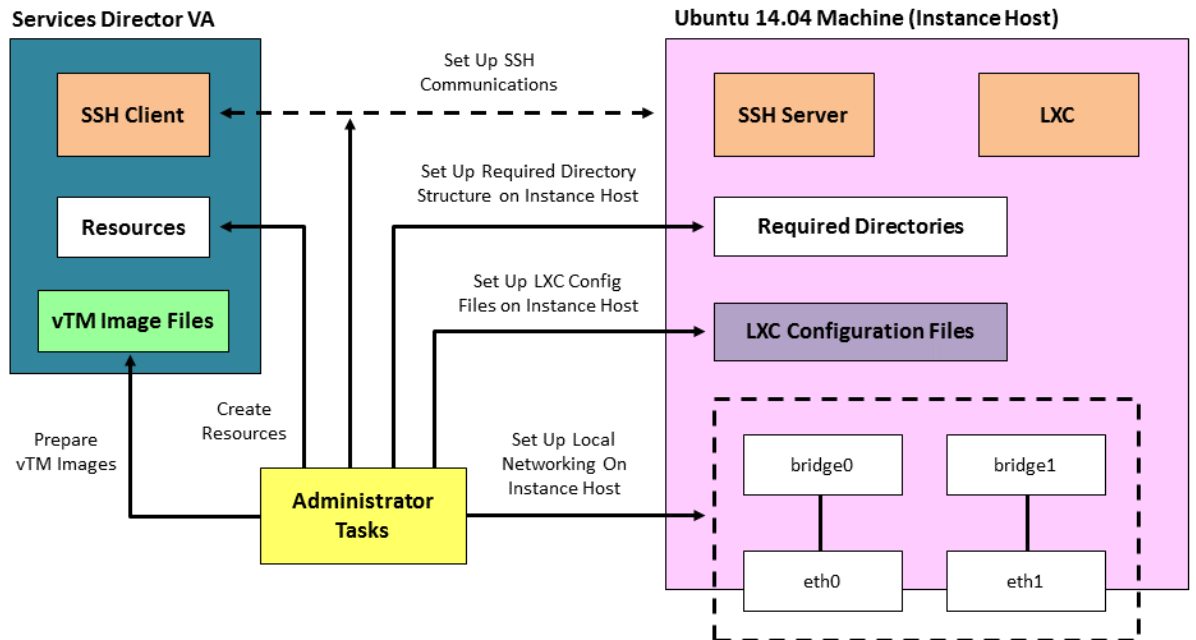 Services Director VA
Ubuntu 14.04 Machine (Instance Host)
SSH Client
Set Up SSH
Communications
SSH Server
LXC
Resources
Set Up Required Directory
Structure on Instance Host
Required Directories
vTM Image Files
Set Up LXC Config
Files on Instance Host
LXC Configuration Files
Prepare
vTM Images
Create
Resources
Administrator
Tasks
Set Up Local
Networking On
Instance Host
bridge0
bridge1
eth0
eth1